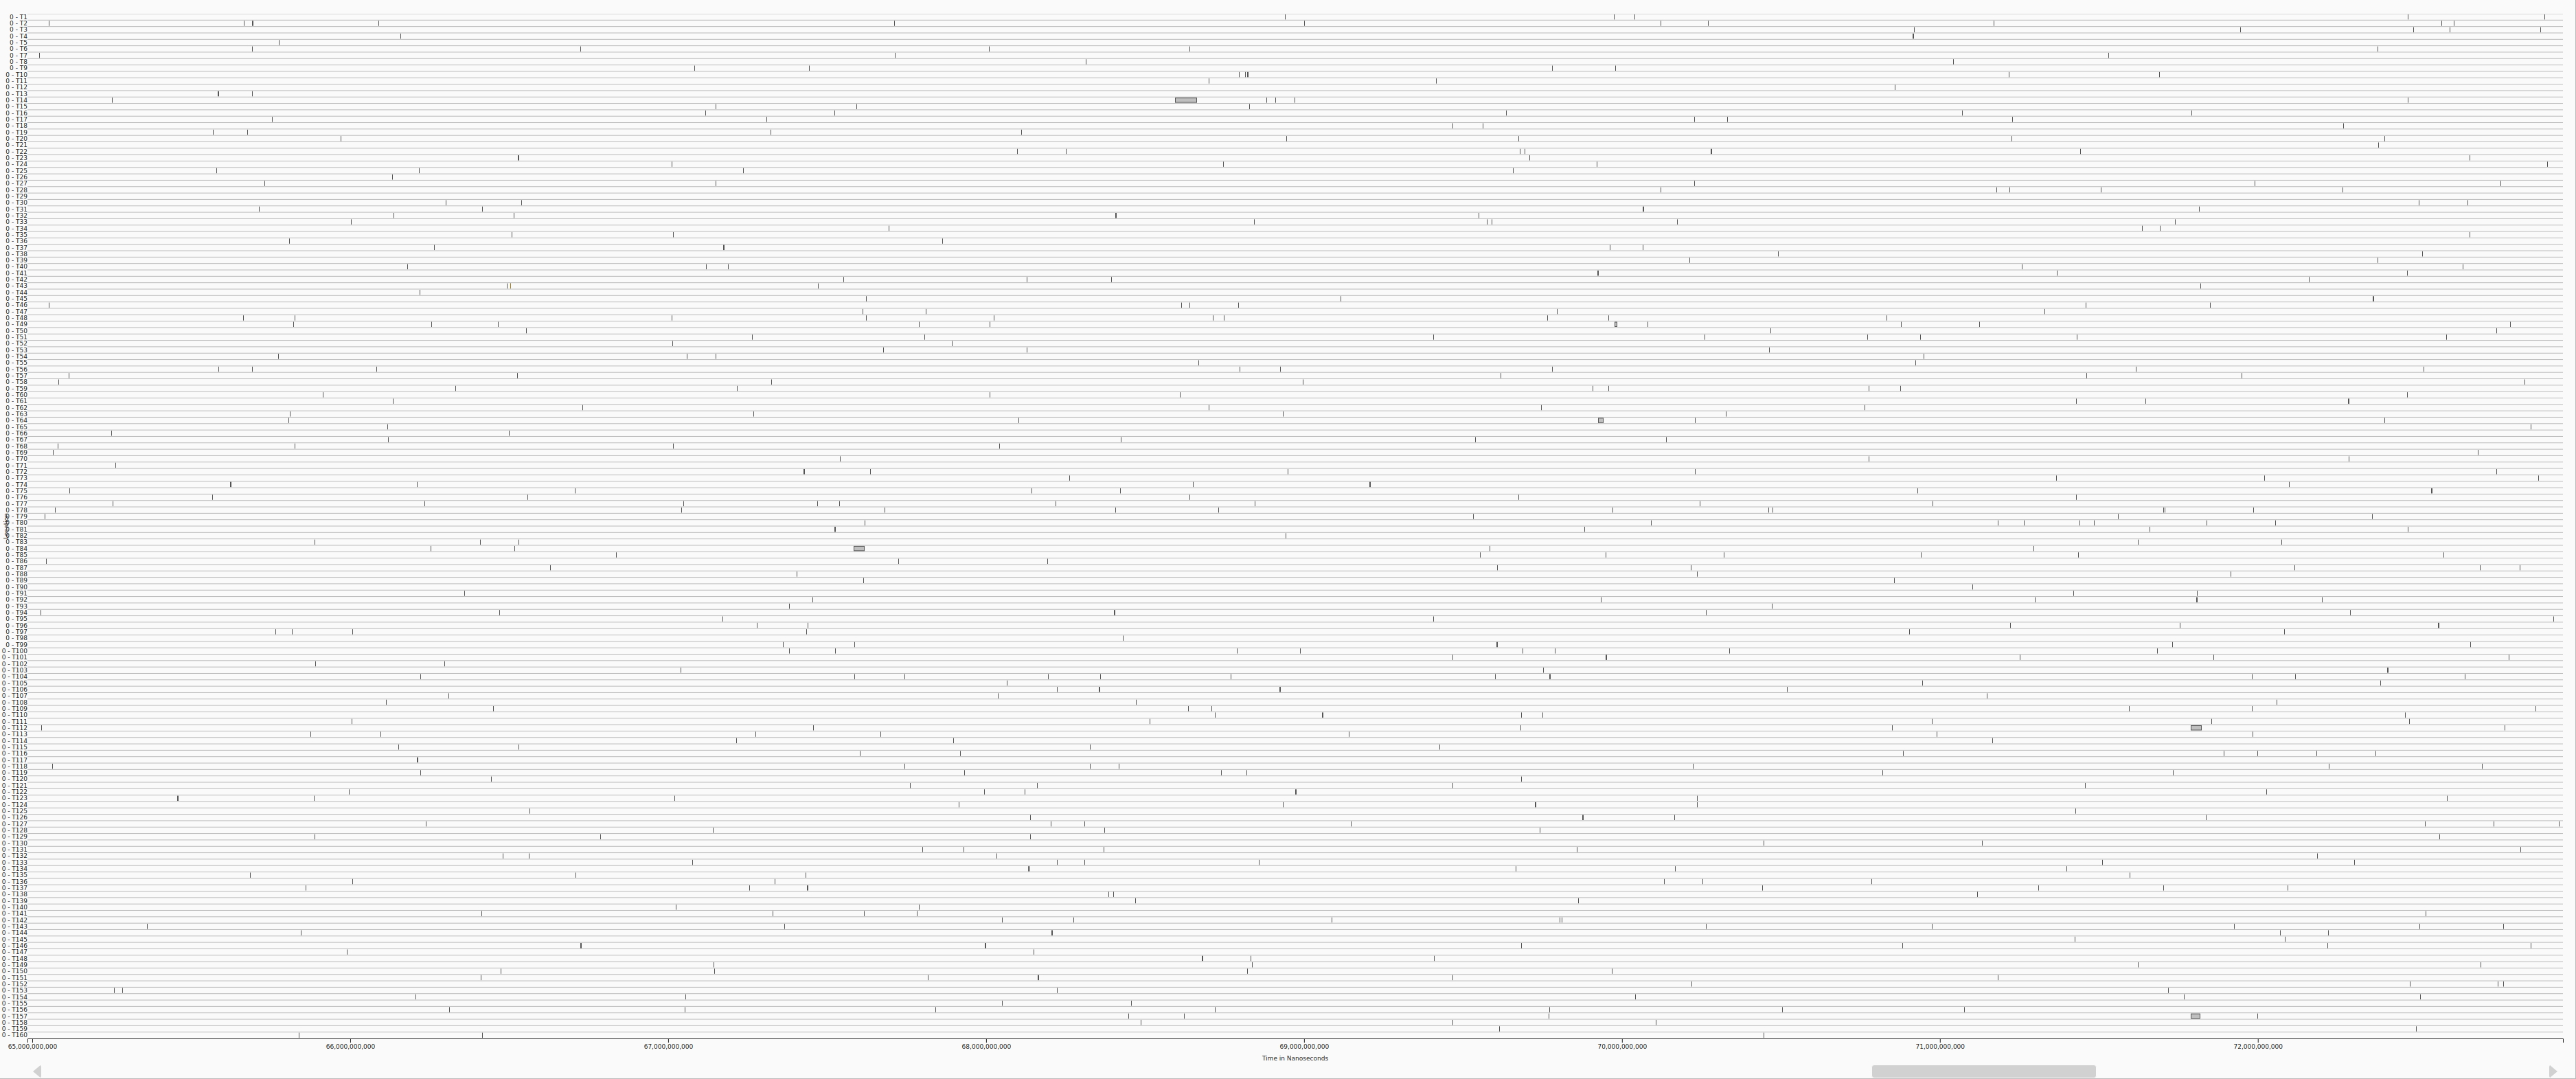 0 - T1
0 - T2
0 - T3
0 - T4
0 - T5
0 - T6
0 - T7
0 - T8
0 - T9
0 - T10
0 - T11
0 - T12
0 - T13
0 - T14
0 - T15
0 - T16
0 - T17
0 - T18
0 - T19
0 - T20
0 - T21
0 - T22
0 - T23
0 - T24
0 - T25
0 - T26
0 - T27
0 - T28
0 - T29
0 - T30
0 - T31
0 - T32
0 - T33
0 - T34
0 - T35
0 - T36
0 - T37
0 - T38
0 - T39
0 - T40
0 - T41
0 - T42
0 - T43
0 - T44
0 - T45
0 - T46
0 - T47
0 - T48
0 - T49
0 - T50
0 - T51
0 - T52
0 - T53
0 - T54
0 - T55
0 - T56
0 - T57
0 - T58
0 - T59
0 - T60
0 - T61
0 - T62
0 - T63
0 - T64
0 - T65
0 - T66
0 - T67
0 - T68
0 - T69
0 - T70
0 - T71
0 - T72
0 - T73
0 - T74
0 - T75
0 - T76
0 - T77
0 - T78
0 - T79
0 - T80
0 - T81
0 - T82
0 - T83
0 - T84
0 - T85
0 - T86
0 - T87
0 - T88
0 - T89
0 - T90
0 - T91
0 - T92
0 - T93
0 - T94
0 - T95
0 - T96
0 - T97
0 - T98
0 - T99
0 - T100
0 - T101
0 - T102
0 - T103
0 - T104
0 - T105
0 - T106
0 - T107
0 - T108
0 - T109
0 - T110
0 - T111
0 - T112
0 - T113
0 - T114
0 - T115
0 - T116
0 - T117
0 - T118
0 - T119
0 - T120
0 - T121
0 - T122
0 - T123
0 - T124
0 - T125
0 - T126
0 - T127
0 - T128
0 - T129
0 - T130
0 - T131
0 - T132
0 - T133
0 - T134
0 - T135
0 - T136
0 - T137
0 - T138
0 - T139
0 - T140
0 - T141
0 - T142
0 - T143
0 - T144
0 - T145
0 - T146
0 - T147
0 - T148
0 - T149
0 - T150
0 - T151
0 - T152
0 - T153
0 - T154
0 - T155
0 - T156
0 - T157
0 - T158
0 - T159
0 - T160
65,000,000,000 66,000,000,000 67,000,000,000 68,000,000,000 69,000,000,000 70,000,000,000 71,000,000,000 72,000,000,000
Time in Nanoseconds